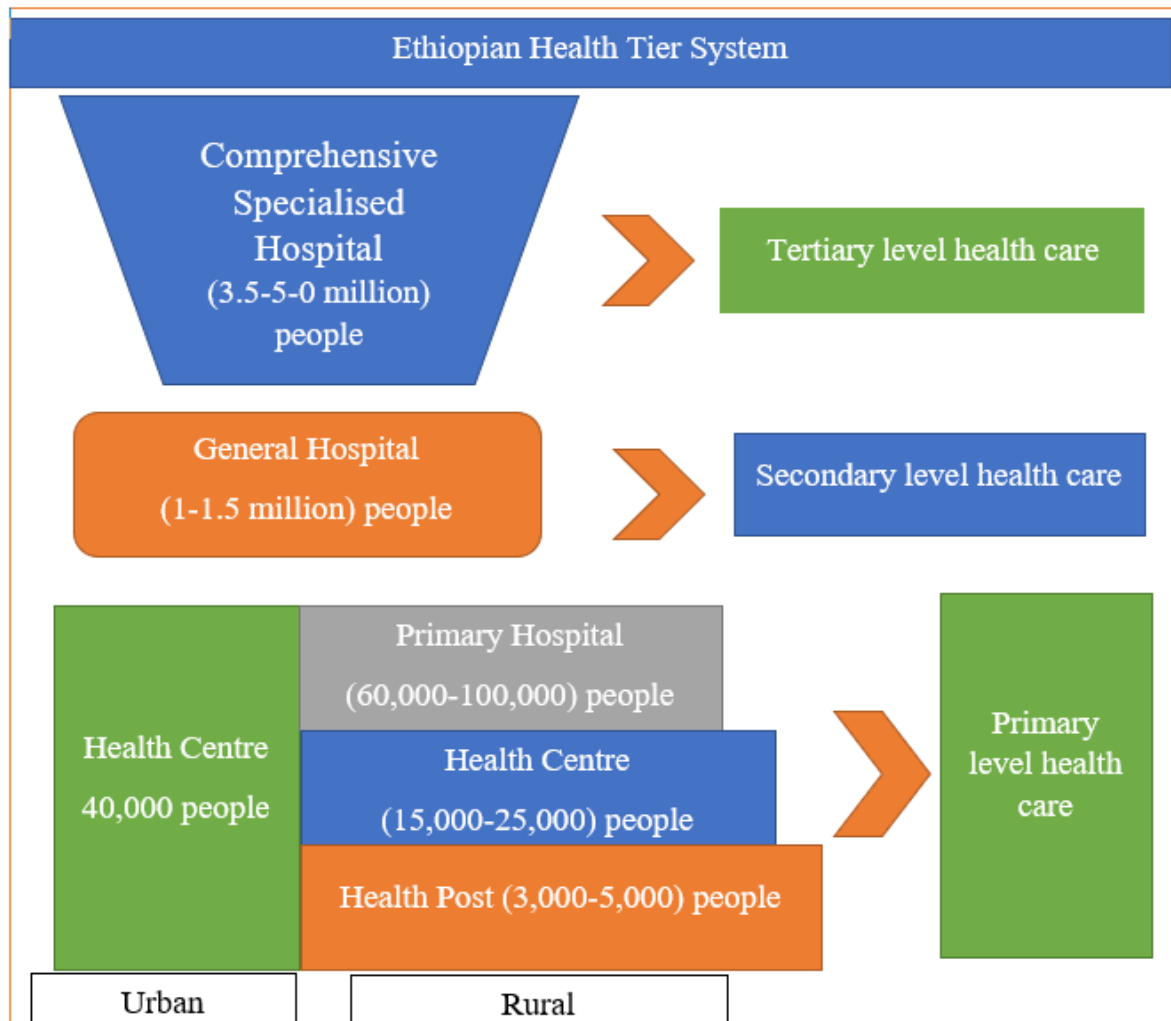 Ethiopian Health Tier System
Comprehensive
Specialised
Hospital
(3.5-5-0 million)
people
Tertiary level health care
General Hospital
(1-1.5 million) people
Secondary level health care
Health Centre
40,000 people
Primary Hospital
(60,000-100,000) people
Health Centre
(15,000-25,000) people
Health Post (3,000-5,000) people
Primary
level health
care
Urban
Rural